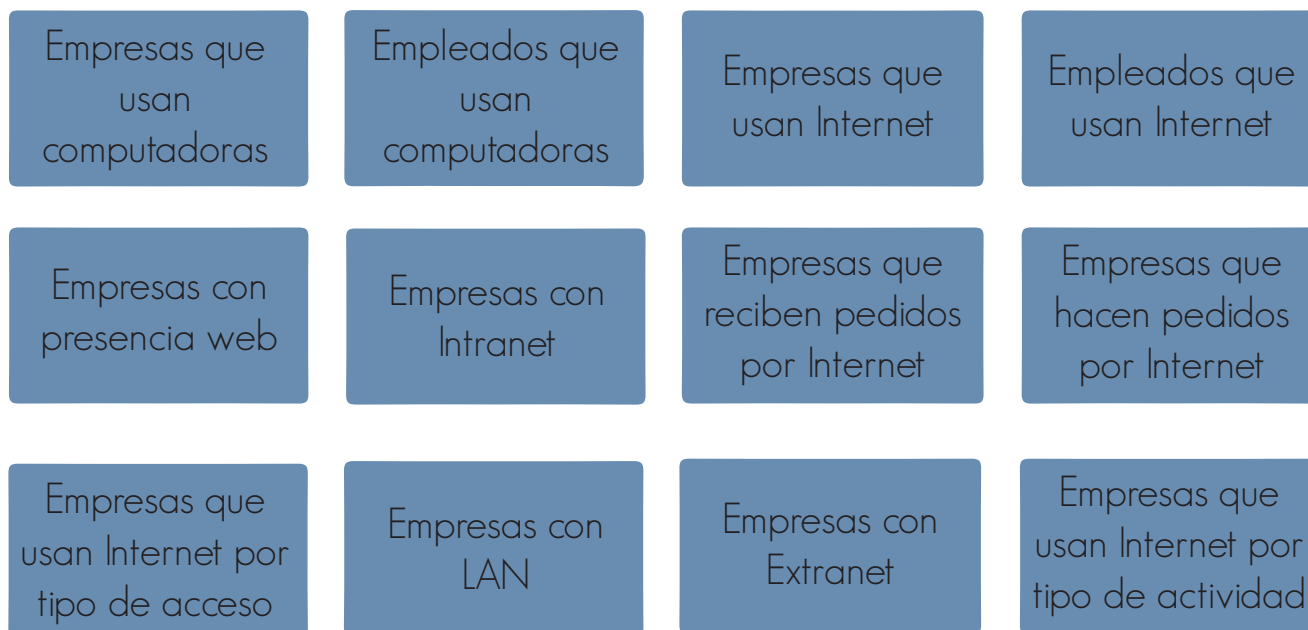 Empresas que
usan
computadoras
Empleados que
usan
computadoras
Empresas que
usan Internet
Empleados que
usan Internet
Empresas con
presencia web
Empresas con
Intranet
Empresas que
reciben pedidos
por Internet
Empresas que
hacen pedidos
por Internet
Empresas que
usan Internet por
tipo de acceso
Empresas con
LAN
Empresas con
Extranet
Empresas que
usan Internet por
tipo de actividad